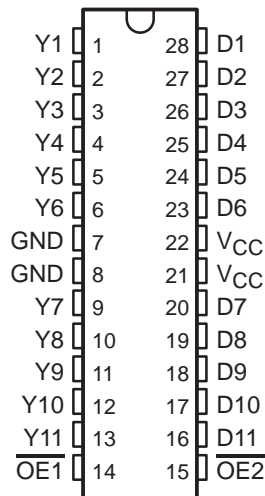 Y1 1 28 D1
Y2 2 27 D2
Y3 3 26 D3
Y4 4 25 D4
Y5 5 24 D5
Y6 6 23 D6
GND 7 22 VCC
GND 8 21 VCC
Y7 9 20 D7
Y8 10 19 D8
Y9 11 18 D9
Y10 12 17 D10
Y11 13 16 D11
O̅E̅1̅ 14 15 O̅E̅2̅